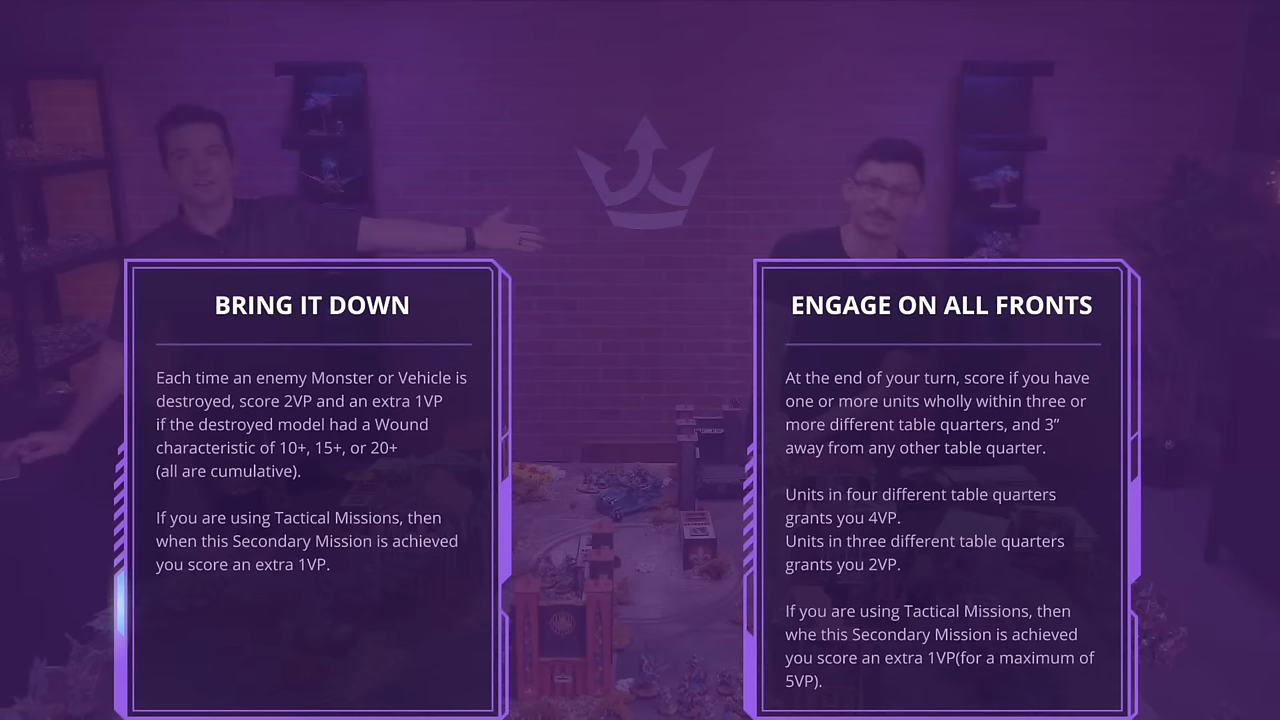 BRING IT DOWN
Each time an enemy Monster or Vehicle is
destroyed, score 2VP and an extra 1VP
if the destroyed model had a Wound
characteristic of 10+, 15+, or 20+
(all are cumulative).
If you are using Tactical Missions, then
when this Secondary Mission is achieved
you score an extra 1VP.
ENGAGE ON ALL FRONTS
At the end of your turn, score if you have
one or more units wholly within three or
more different table quarters, and 3”
away from any other table quarter.
Units in four different table quarters
grants you 4VP.
Units in three different table quarters
grants you 2VP.
If you are using Tactical Missions, then
whe this Secondary Mission is achieved
you score an extra 1VP(for a maximum of
5VP).